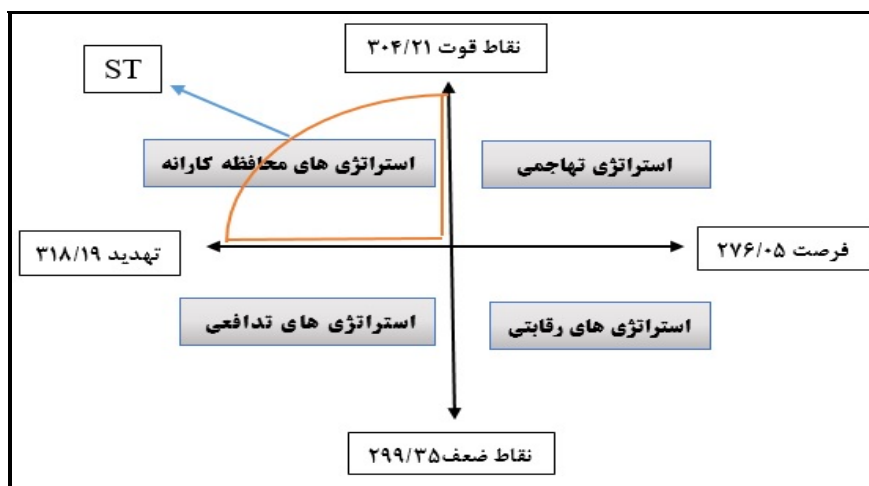 نقاط قوت ۳۰۴/۲۱
ST
استراتژی های محافظه کارانه
استراتژی تهاجمی
تهدید ۳۱۸/۱۹
فرصت ۲۷۶/۰۵
استراتژی های تدافعی
استراتژی های رقابتی
نقاط ضعف۲۹۹/۳۵